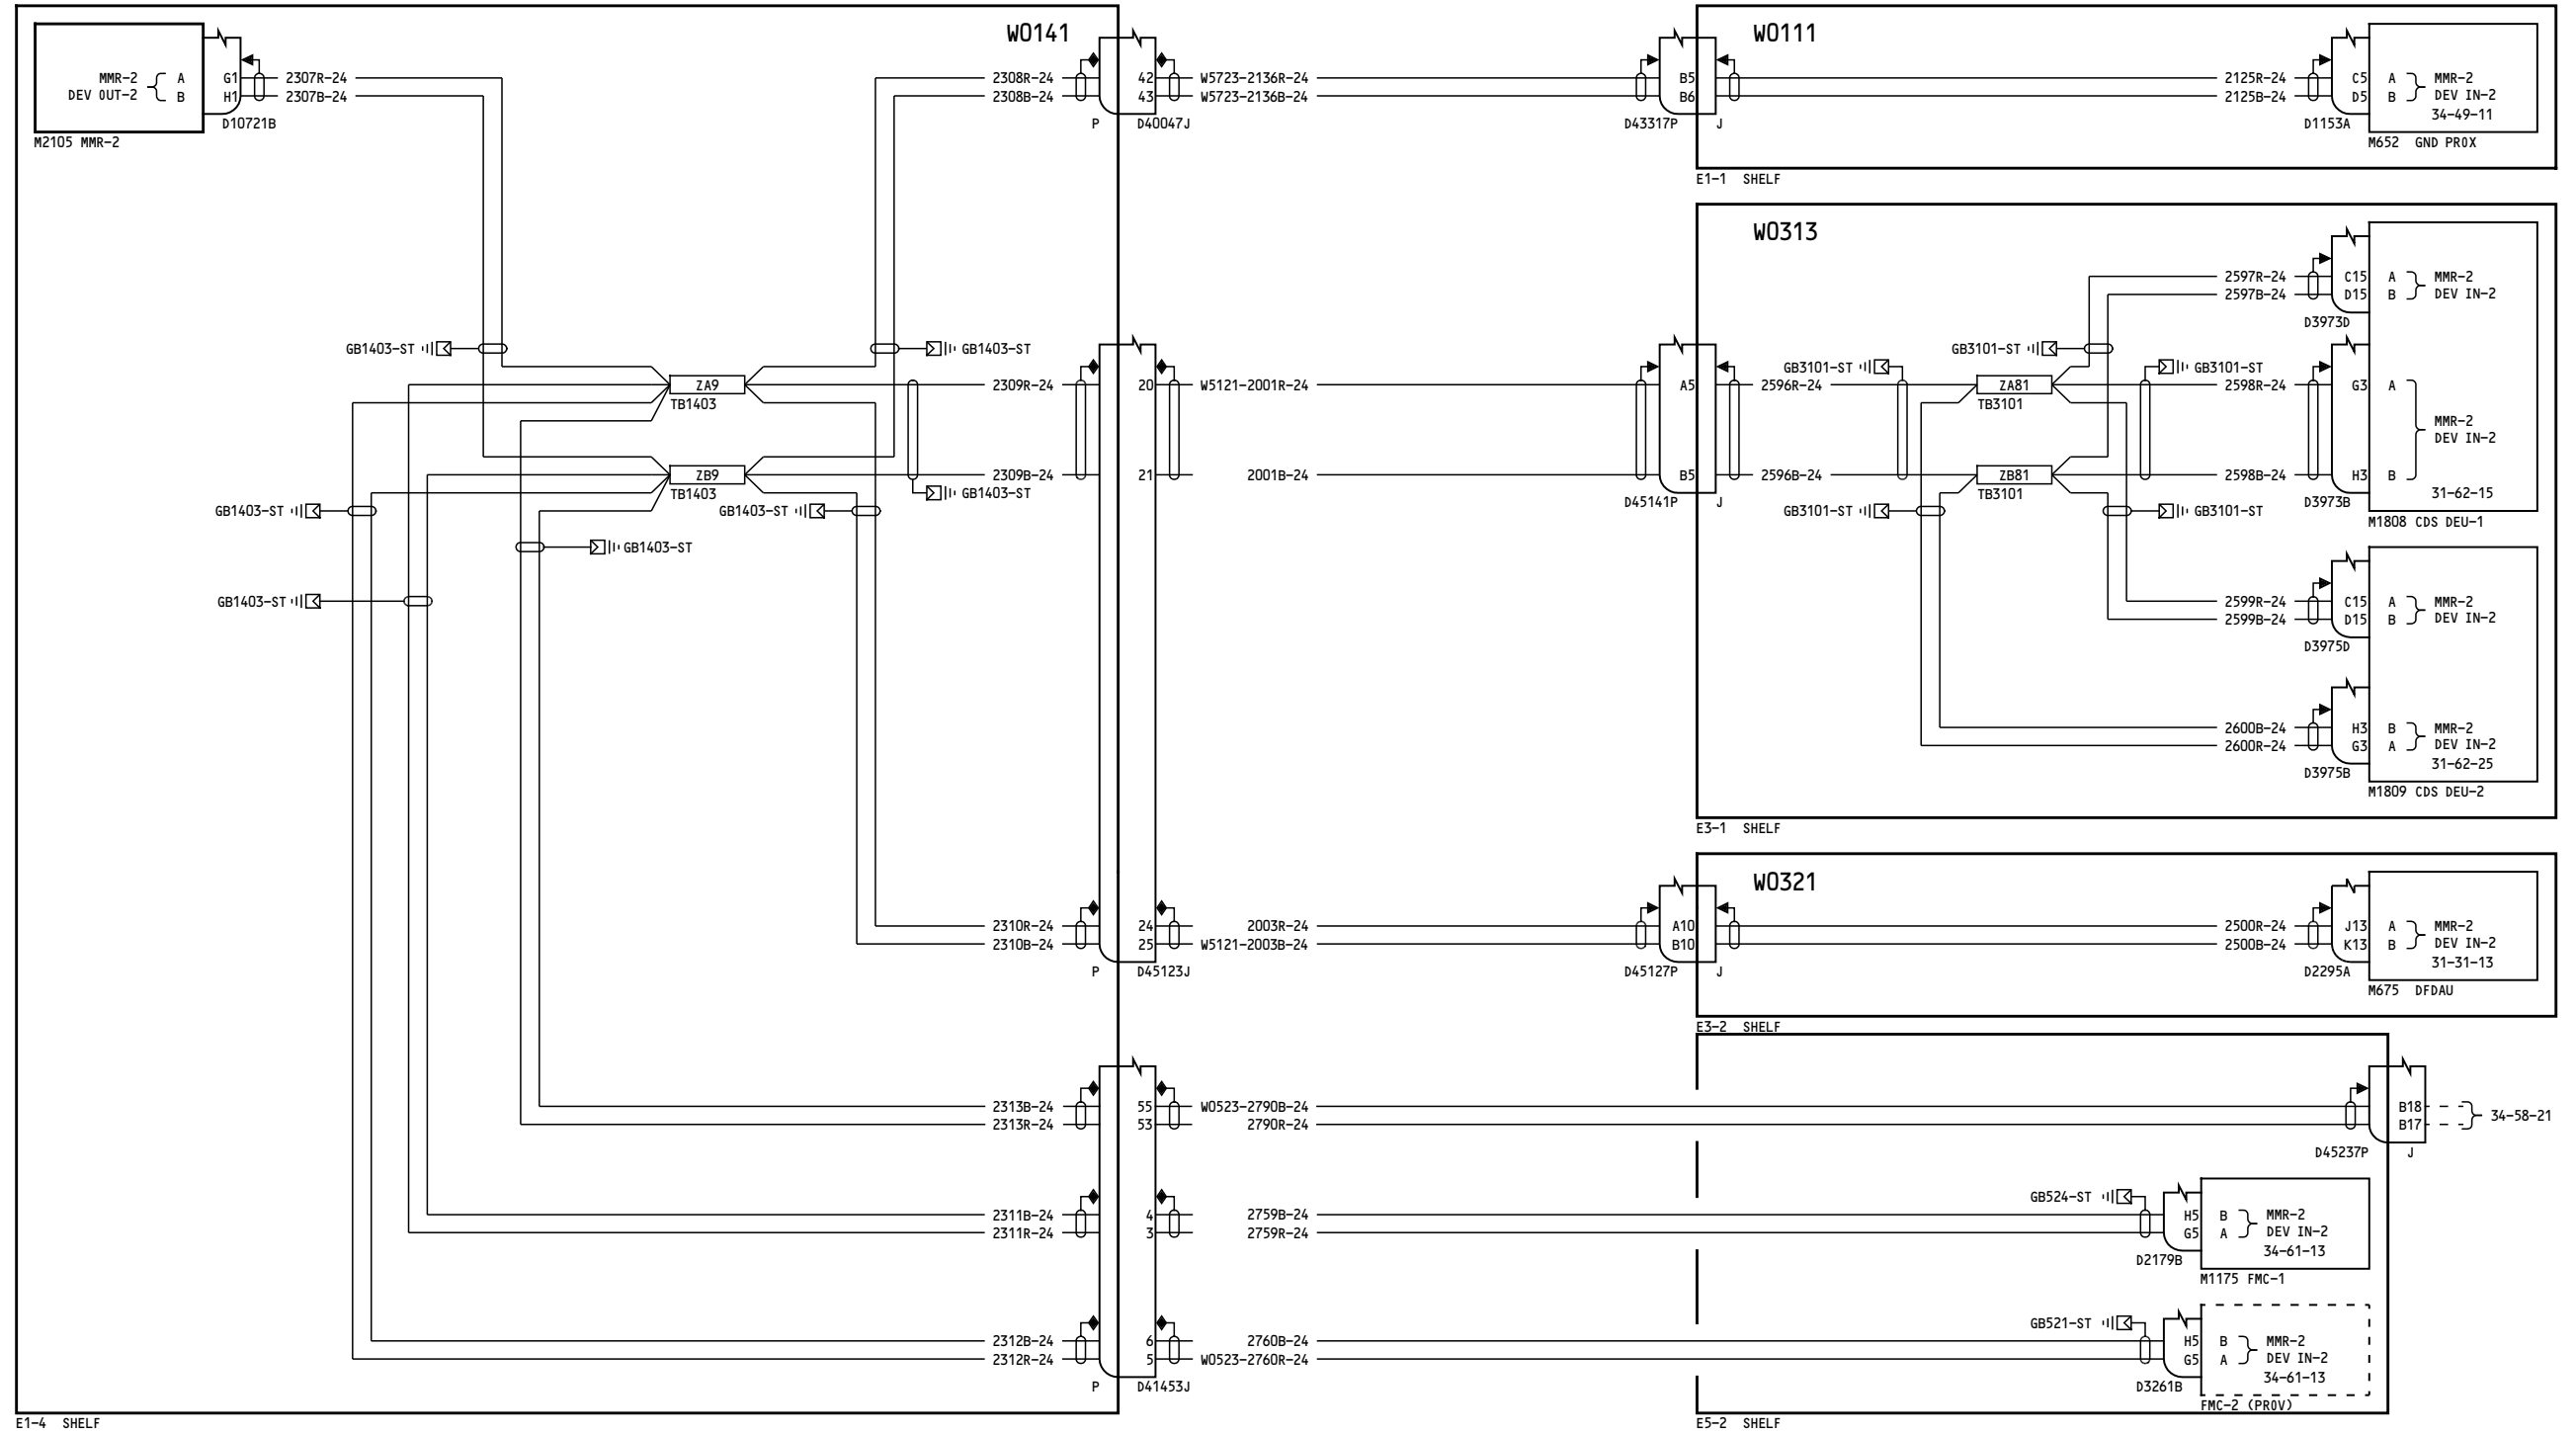 W0141
MMR-2
DEV OUT-2
A
B
G1
H1
2307R-24
2307B-24
D10721B
M2105 MMR-2
2308R-24
2308B-24
42
43
P
D40047J
W5723-2136R-24
W5723-2136B-24
B5
B6
D43317P
J
W0111
2125R-24
2125B-24
C5
D5
D1153A
A
B
MMR-2
DEV IN-2
34-49-11
M652 GND PROX
E1-1 SHELF
W0313
2597R-24
2597B-24
C15
D15
D3973D
A
B
MMR-2
DEV IN-2
GB1403-ST
GB1403-ST
ZA9
TB1403
2309R-24
20
W5121-2001R-24
A5
2596R-24
GB3101-ST
GB3101-ST
ZA81
TB3101
GB3101-ST
2598R-24
G3
A
MMR-2
DEV IN-2
ZB9
TB1403
2309B-24
21
2001B-24
B5
2596B-24
ZB81
TB3101
2598B-24
H3
B
31-62-15
D3973B
M1808 CDS DEU-1
GB1403-ST
D45141P
J
GB1403-ST
GB1403-ST
GB3101-ST
GB3101-ST
GB1403-ST
GB1403-ST
2599R-24
2599B-24
C15
D15
D3975D
A
B
MMR-2
DEV IN-2
2600B-24
2600R-24
H3
G3
D3975B
B
A
MMR-2
DEV IN-2
31-62-25
M1809 CDS DEU-2
E3-1 SHELF
W0321
2310R-24
2310B-24
24
25
P
D45123J
2003R-24
W5121-2003B-24
A10
B10
D45127P
J
2500R-24
2500B-24
J13
K13
D2295A
A
B
MMR-2
DEV IN-2
31-31-13
M675 DFDAU
E3-2 SHELF
2313B-24
2313R-24
55
53
W0523-2790B-24
2790R-24
B18
B17
34-58-21
D45237P
J
2311B-24
2311R-24
4
3
2759B-24
2759R-24
GB524-ST
H5
G5
D2179B
B
A
MMR-2
DEV IN-2
34-61-13
M1175 FMC-1
2312B-24
2312R-24
6
5
P
D41453J
2760B-24
W0523-2760R-24
GB521-ST
H5
G5
D3261B
B
A
MMR-2
DEV IN-2
34-61-13
FMC-2 (PROV)
E1-4 SHELF
E5-2 SHELF